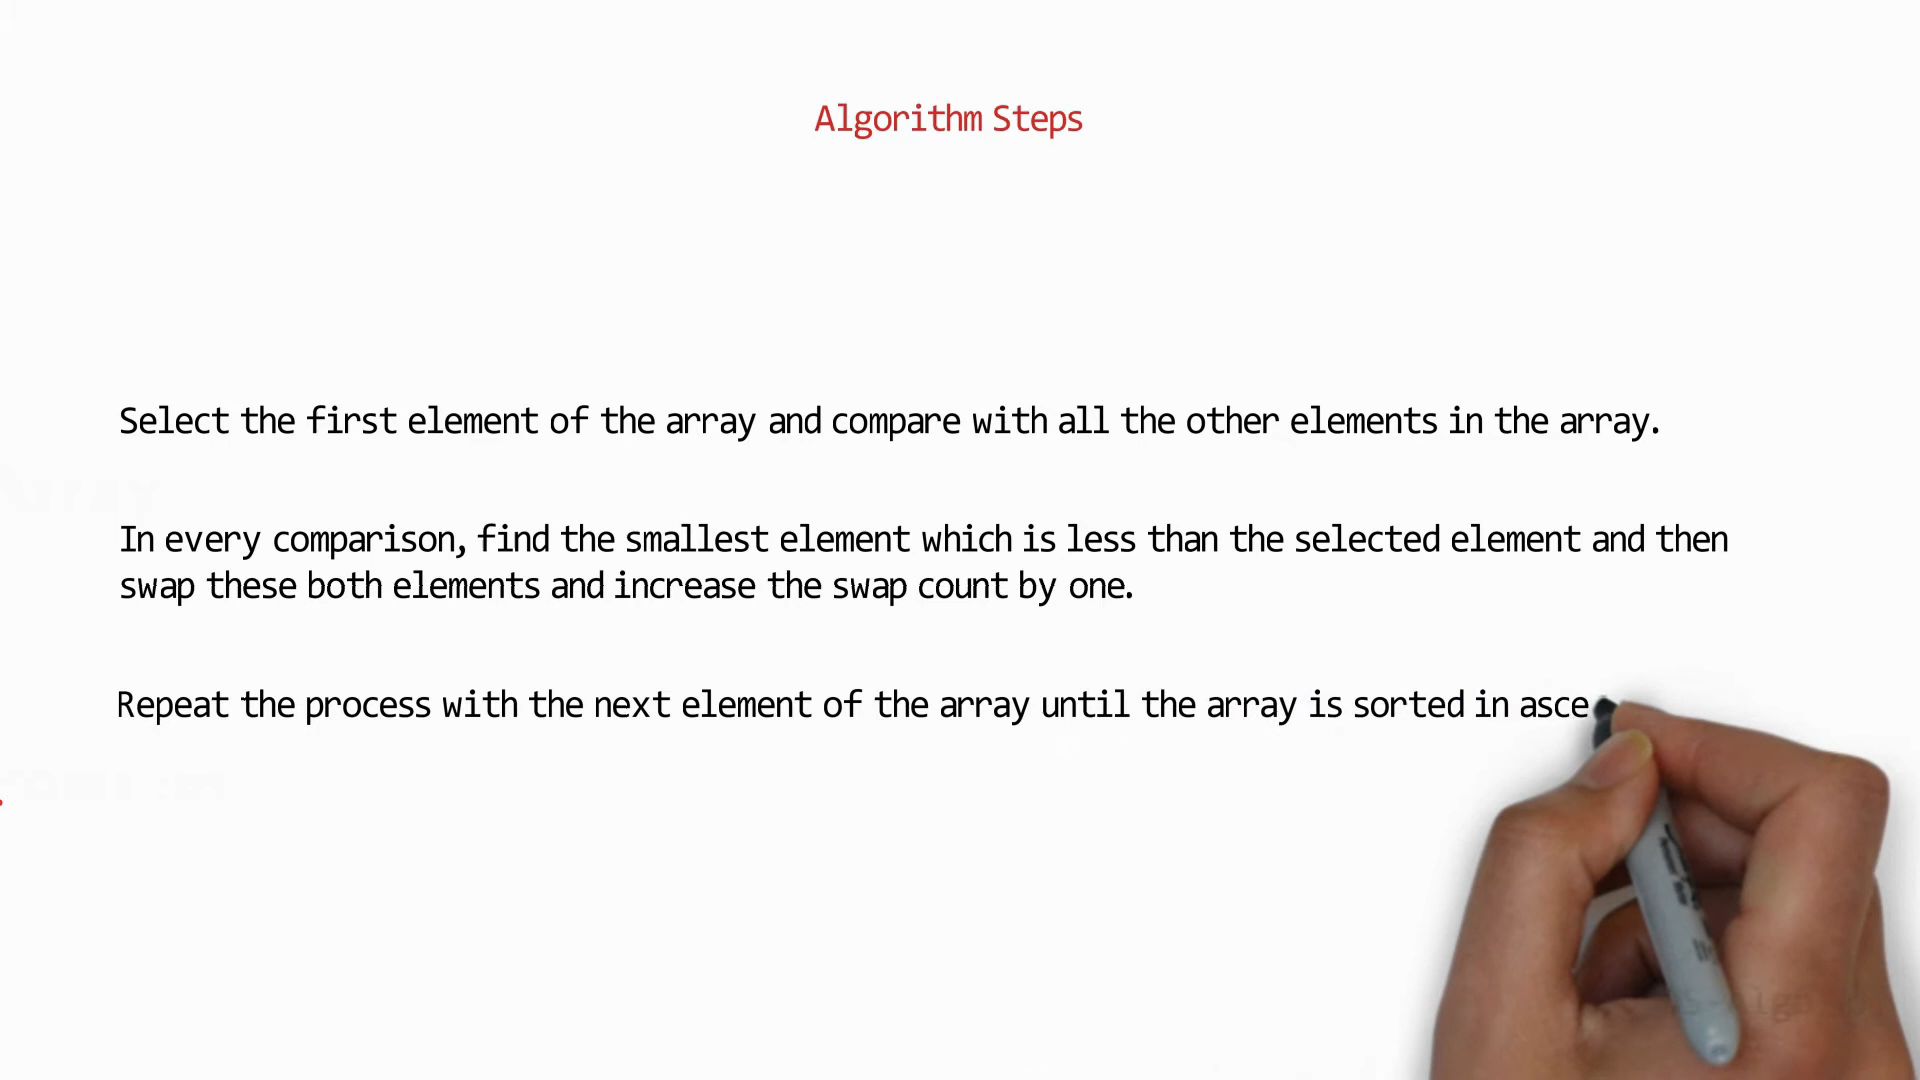 Algorithm Steps
Select the first element of the array and compare with all the other elements in the array.
In every comparison, find the smallest element which is less than the selected element and then
swap these both elements and increase the swap count by one.
Repeat the process with the next element of the array until the array is sorted in asce